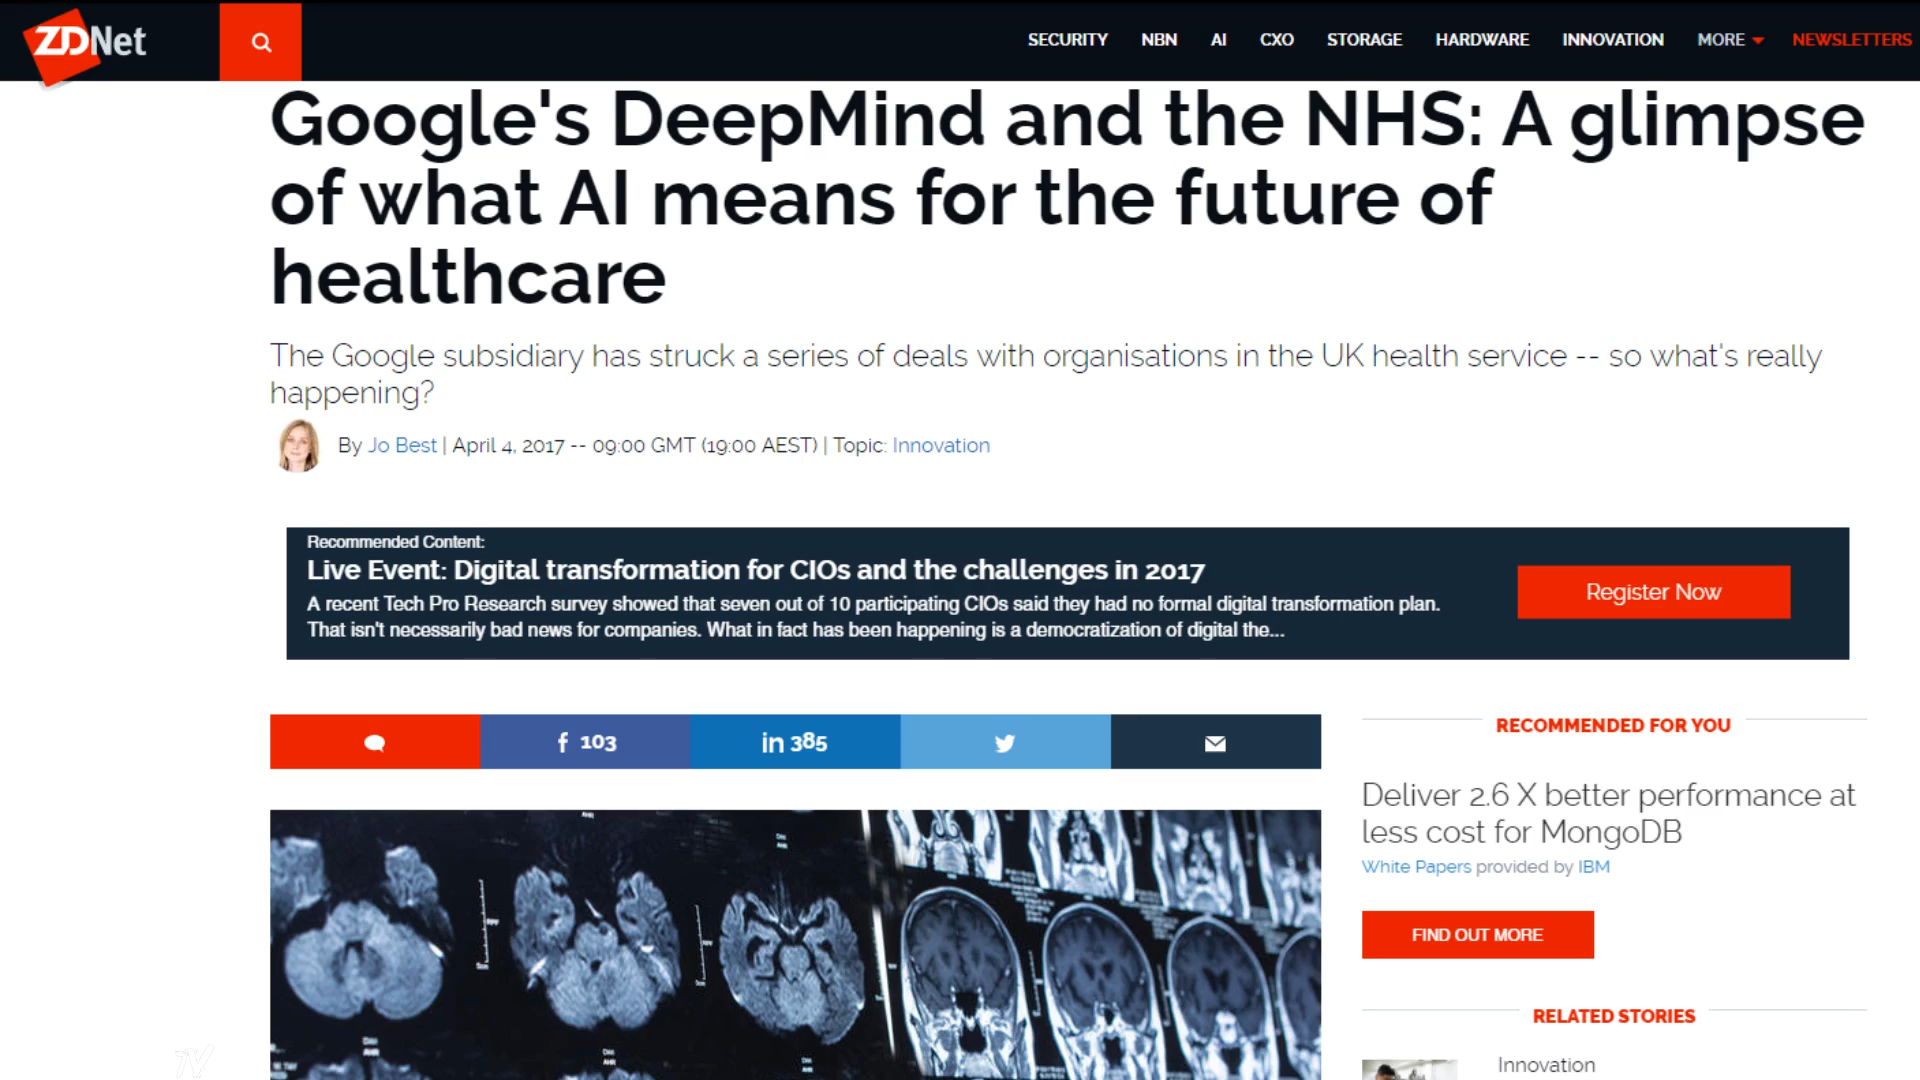 ZDNet
SECURITY NBN AI CXO STORAGE HARDWARE INNOVATION MORE NEWSLETTERS
Google's DeepMind and the NHS: A glimpse
of what AI means for the future of
healthcare
The Google subsidiary has struck a series of deals with organisations in the UK health service -- so what's really
happening?
By Jo Best | April 4, 2017 -- 09:00 GMT (19:00 AEST) | Topic: Innovation
Recommended Content:
Live Event: Digital transformation for CIOs and the challenges in 2017
A recent Tech Pro Research survey showed that seven out of 10 participating CIOs said they had no formal digital transformation plan.
That isn't necessarily bad news for companies. What in fact has been happening is a democratization of digital the...
Register Now
f 103
in 385
RECOMMENDED FOR YOU
Deliver 2.6 X better performance at
less cost for MongoDB
White Papers provided by IBM
FIND OUT MORE
RELATED STORIES
Innovation